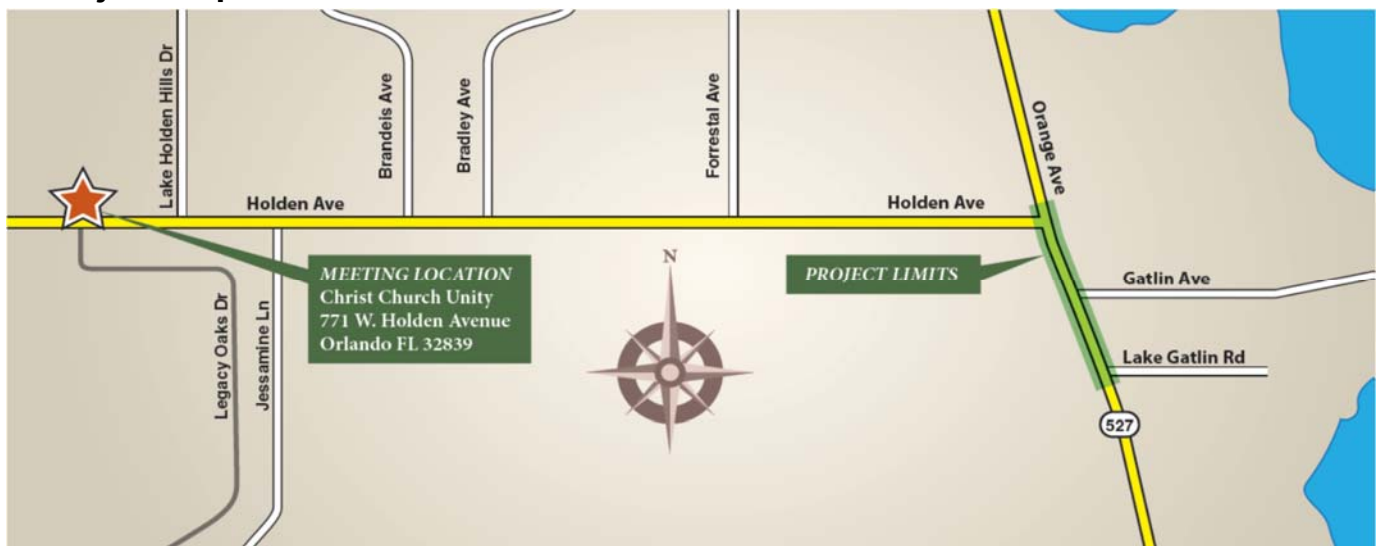 Lake Holden Hills Dr
Brandeis Ave
Bradley Ave
Forrestal Ave
Orange Ave
Holden Ave
Holden Ave
MEETING LOCATION
Christ Church Unity
771 W. Holden Avenue
Orlando FL 32839
N
PROJECT LIMITS
Gatlin Ave
Legacy Oaks Dr
Jessamine Ln
Lake Gatlin Rd
527